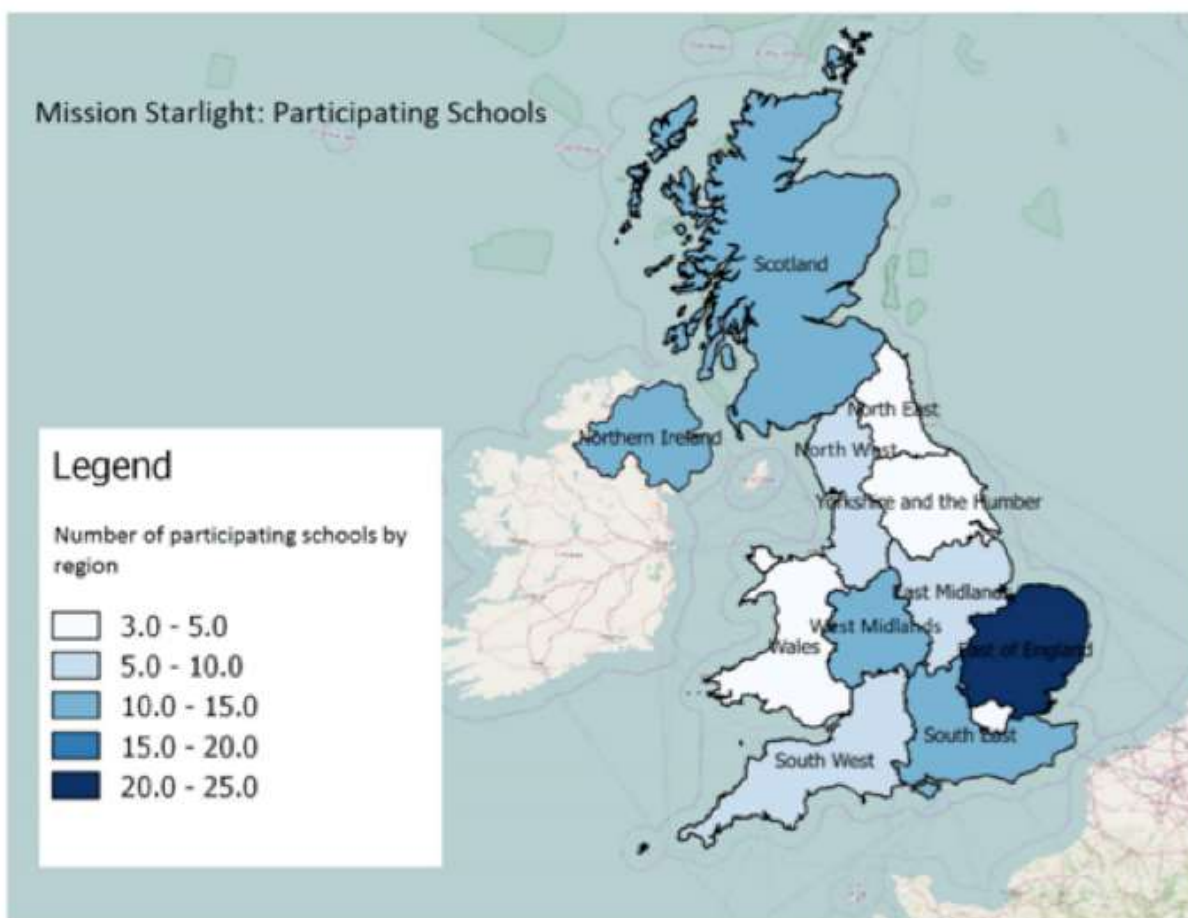 Mission Starlight: Participating Schools
Scotland
North East
Northern Ireland
North West
Yorkshire and the Humber
East Midlands
West Midlands
Wales
East of England
South East
South West
Legend
Number of participating schools by
region
3.0 - 5.0
5.0 - 10.0
10.0 - 15.0
15.0 - 20.0
20.0 - 25.0